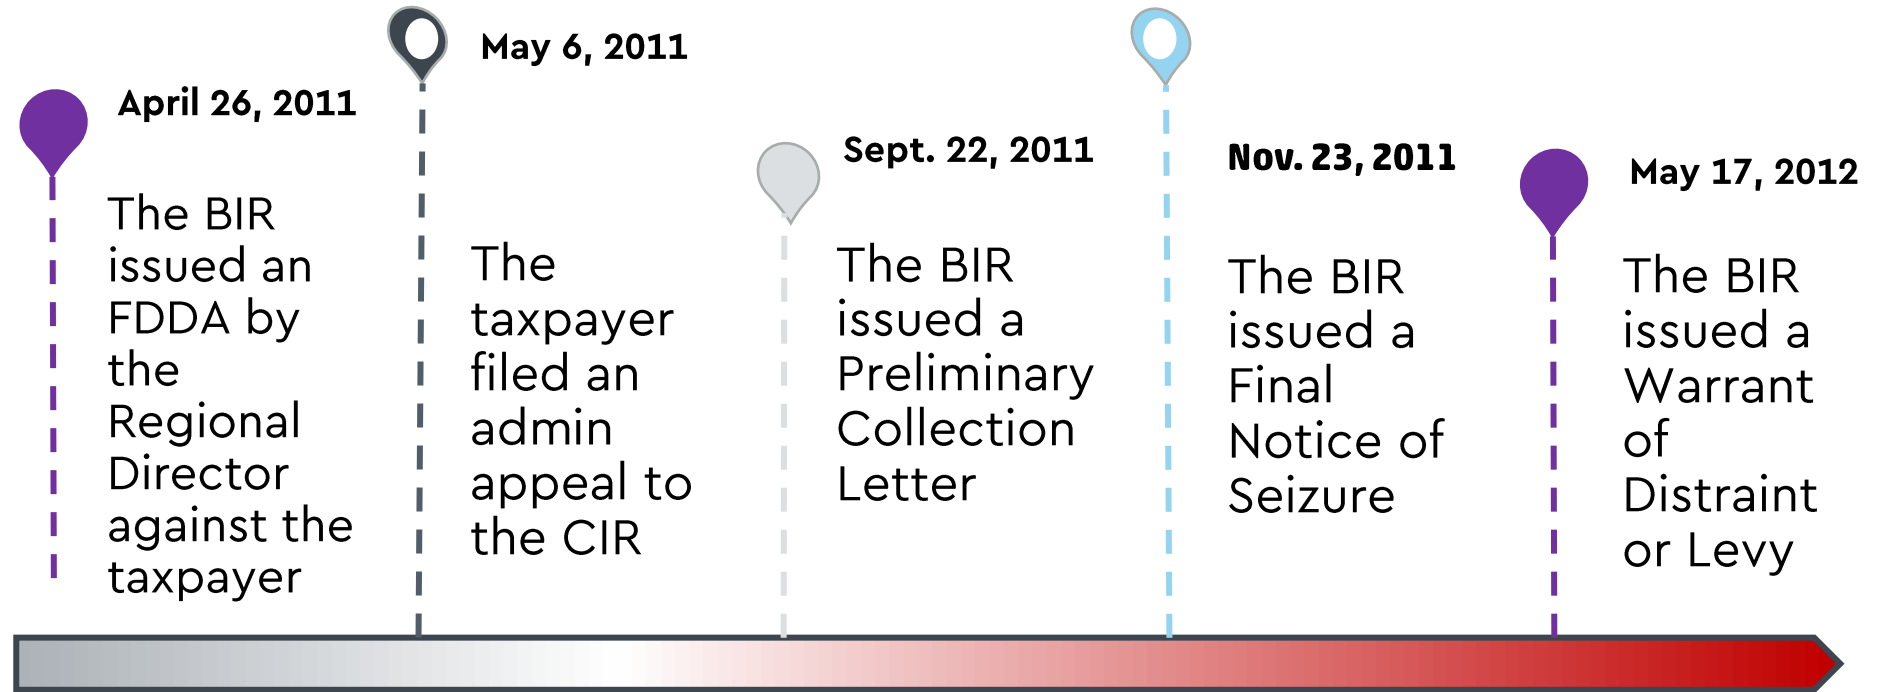 April 26, 2011
The BIR
issued an
FDDA by
the
Regional
Director
against the
taxpayer
May 6, 2011
The
taxpayer
filed an
admin
appeal to
the CIR
Sept. 22, 2011
The BIR
issued a
Preliminary
Collection
Letter
Nov. 23, 2011
The BIR
issued a
Final
Notice of
Seizure
May 17, 2012
The BIR
issued a
Warrant
of
Distraint
or Levy